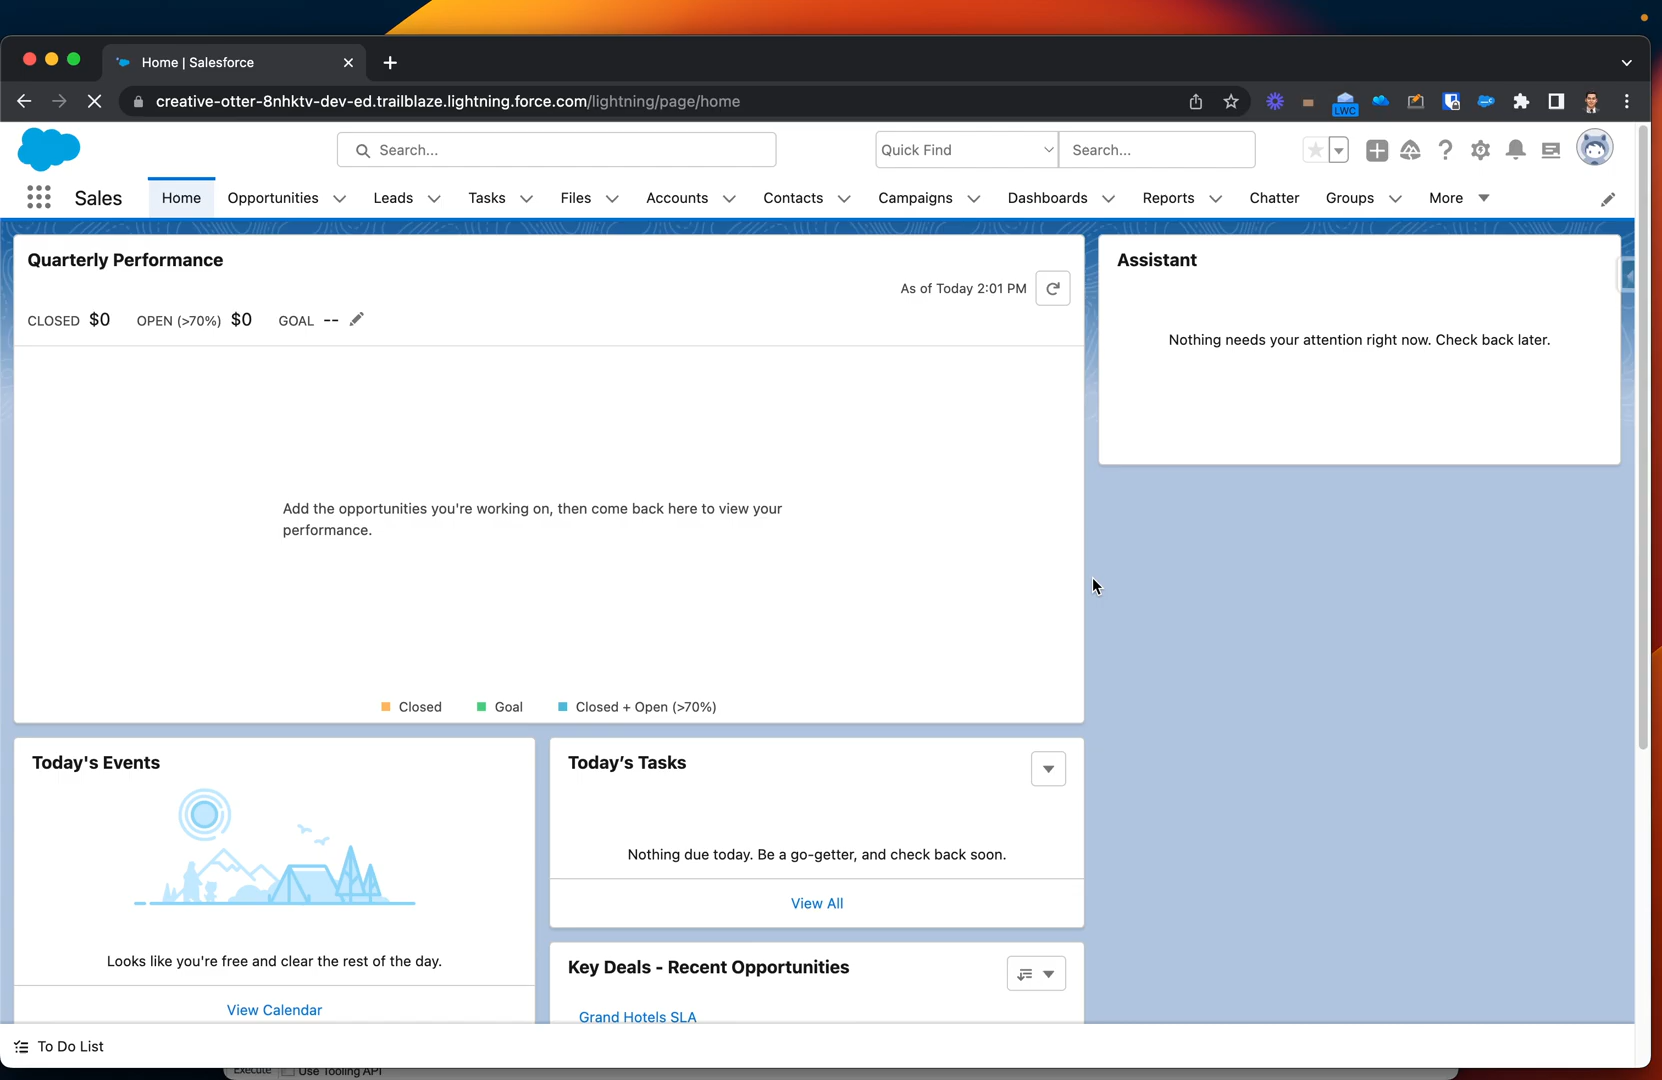 Home | Salesforce
creative-otter-8nhktv-dev-ed.trailblaze.lightning.force.com/lightning/page/home
LWC
Search...
Quick Find
Search...
Sales
Home
Opportunities
Leads
Tasks
Files
Accounts
Contacts
Campaigns
Dashboards
Reports
Chatter
Groups
More
Quarterly Performance
As of Today 2:01 PM
CLOSED $0 OPEN (>70%) $0 GOAL --
Add the opportunities you're working on, then come back here to view your
performance.
Closed
Goal
Closed + Open (>70%)
Assistant
Nothing needs your attention right now. Check back later.
Today's Events
Looks like you're free and clear the rest of the day.
View Calendar
Today's Tasks
Nothing due today. Be a go-getter, and check back soon.
View All
Key Deals - Recent Opportunities
Grand Hotels SLA
To Do List
Execute Use Tooling API